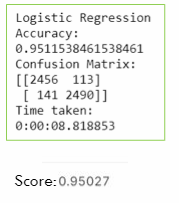 Logistic Regression
Accuracy:
0.9511538461538461
Confusion Matrix:
[[2456  113]
 [ 141 2490]]
Time taken:
0:00:08.818853
Score:0.95027